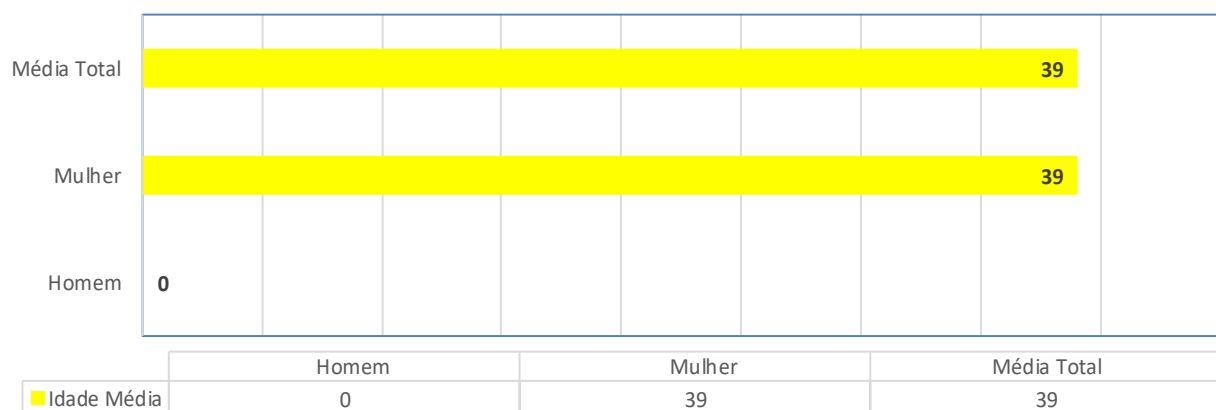 Média Total 39
Mulher 39
Homem 0
Homem Mulher Média Total
Idade Média 0 39 39